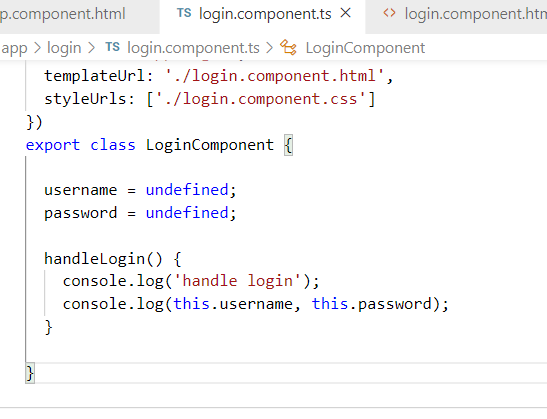 p.component.html TS login.component.ts × <> login.component.htm
app > login > TS login.component.ts > LoginComponent
templateUrl: './login.component.html',
styleUrls: ['./login.component.css']
})
export class LoginComponent {
username = undefined;
password = undefined;
handleLogin() {
console.log('handle login');
console.log(this.username, this.password);
}
}